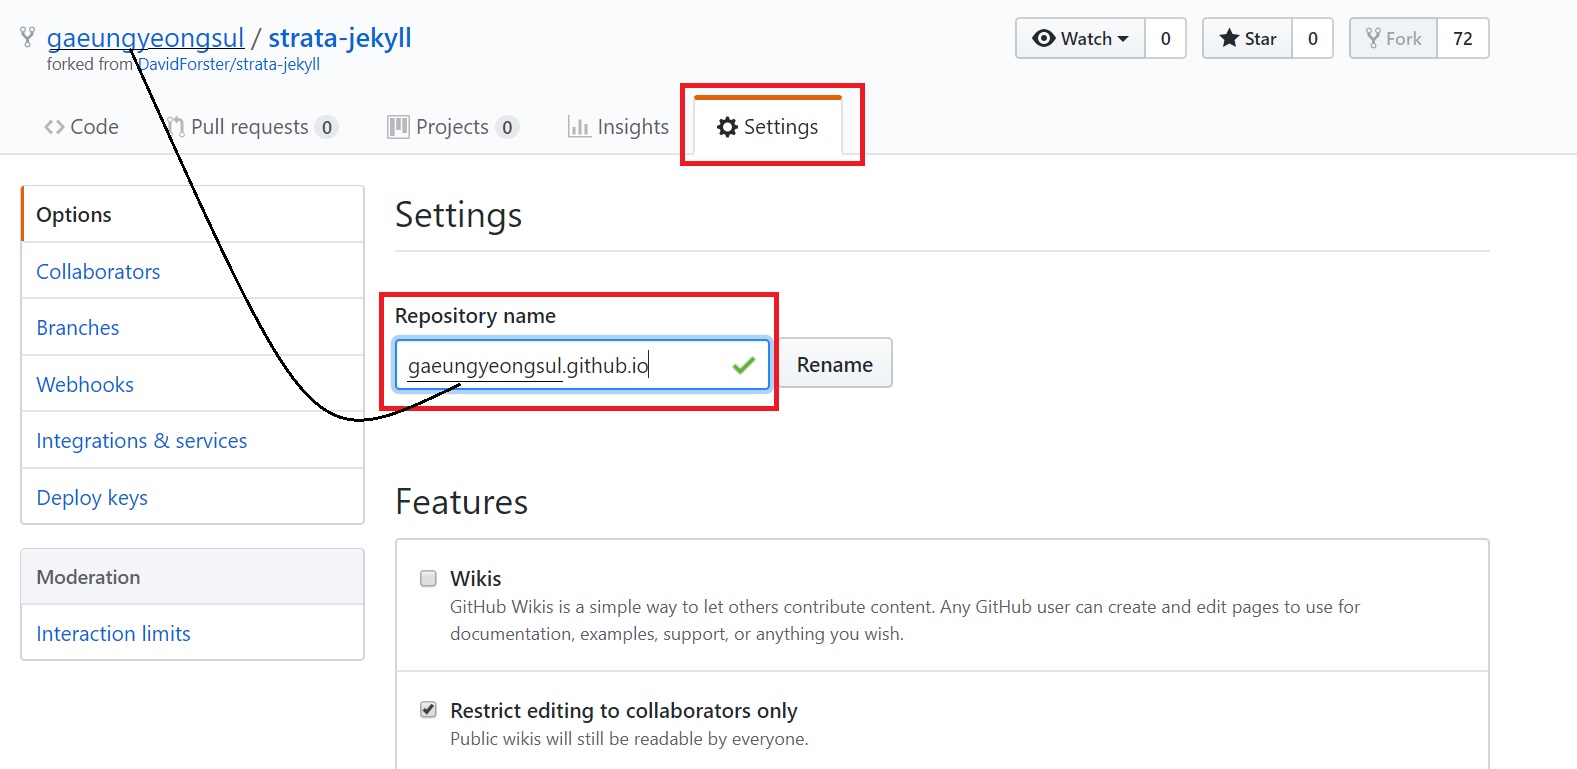 gaeungyeongsul / strata-jekyll
Watch 0 Star 0 Fork 72
forked from DavidForster/strata-jekyll
Code Pull requests 0 Projects 0 Insights Settings
Options
Collaborators
Branches
Webhooks
Integrations & services
Deploy keys
Moderation
Interaction limits
Settings
Repository name
gaeungyeongsul.github.io Rename
Features
Wikis
GitHub Wikis is a simple way to let others contribute content. Any GitHub user can create and edit pages to use for
documentation, examples, support, or anything you wish.
Restrict editing to collaborators only
Public wikis will still be readable by everyone.